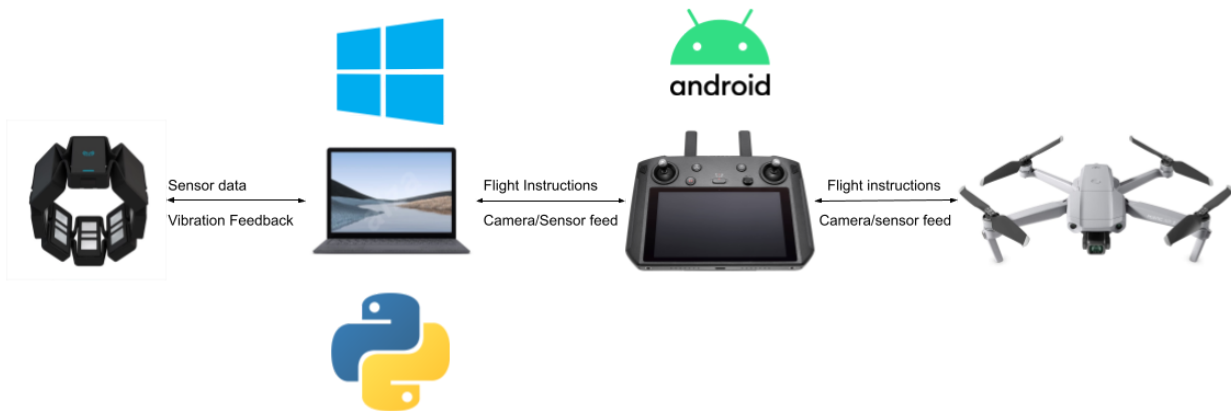 android
Sensor data
Vibration Feedback
Flight Instructions
Camera/Sensor feed
Flight instructions
Camera/sensor feed